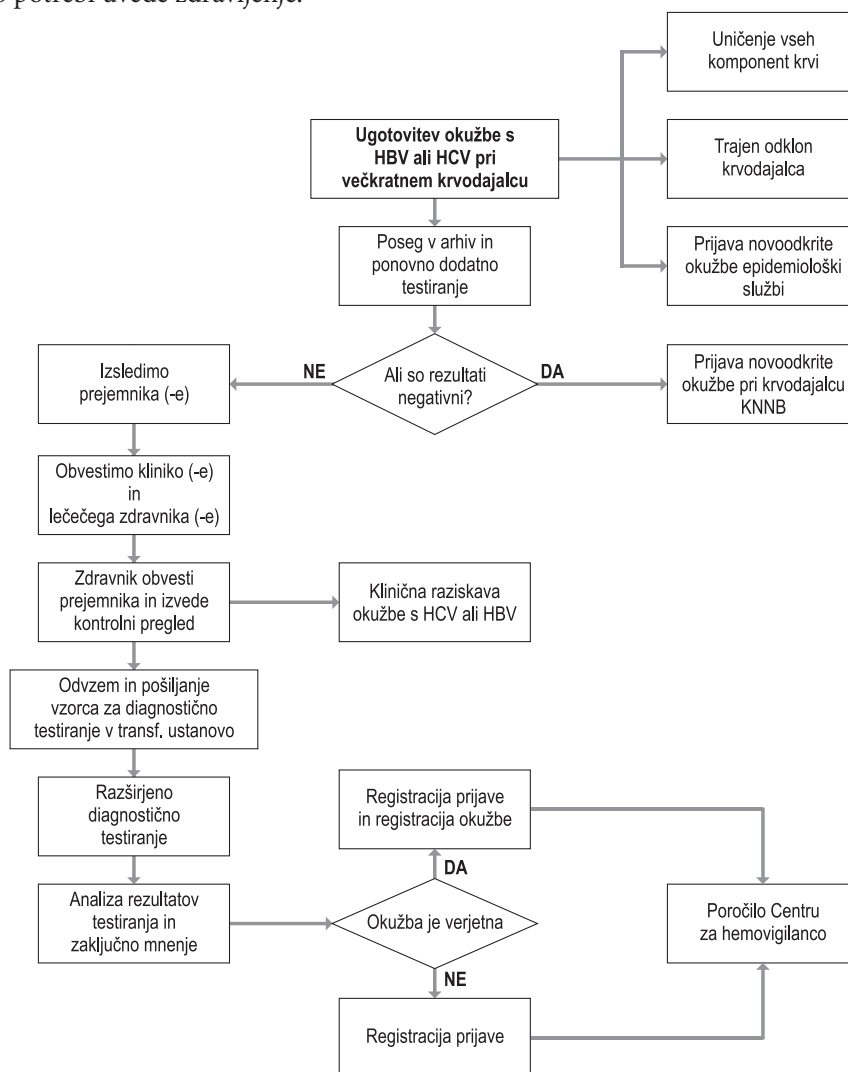 Uničenje vseh
komponent krvi
Ugotovitev okužbe s
HBV ali HCV pri
večkratnem krvodajalcu
Trajen odklon
krvodajalca
Poseg v arhiv in
ponovno dodatno
testiranje
Prijava novoodkrite
okužbe epidemiološki
službi
Izsledimo
prejemnika (-e)
NE
Ali so rezultati
negativni?
DA
Prijava novoodkrite
okužbe pri krvodajalcu
KNNB
Obvestimo kliniko (-e)
in
lečečega zdravnika (-e)
Zdravnik obvesti
prejemnika in izvede
kontrolni pregled
Klinična raziskava
okužbe s HCV ali HBV
Odvzem in pošiljanje
vzorca za diagnostično
testiranje v transf. ustanovo
Razširjeno
diagnostično
testiranje
Registracija prijave
in registracija okužbe
DA
Analiza rezultatov
testiranja in
zaključno mnenje
Okužba je verjetna
Poročilo Centru
za hemovigilanco
NE
Registracija prijave